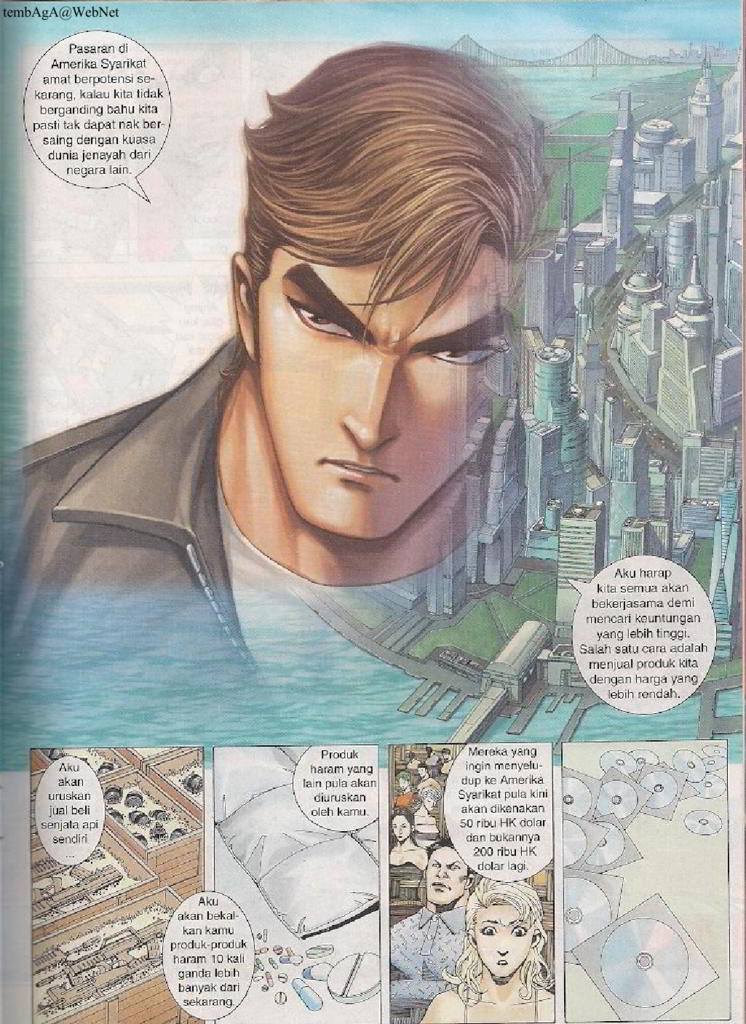 tembAgA@WebNet
Pasaran di
Amerika Syarikat
amat berpotensi se-
karang, kalau kita tidak
berganding bahu kita
pasti tak dapat nak ber-
saing dengan kuasa
dunia jenayah dari
negara lain.
Aku harap
kita semua akan
bekerjasama demi
mencari keuntungan
yang lebih tinggi.
Salah satu cara adalah
menjual produk kita
dengan harga yang
lebih rendah.
Aku
akan
uruskan
jual beli
senjata api
sendiri
...
Aku
akan bekal-
kan kamu
produk-produk
haram 10 kali
ganda lebih
banyak dari
sekarang.
Produk
haram yang
lain pula akan
diuruskan
oleh kamu.
Mereka yang
ingin menyelu-
dup ke Amerika
Syarikat pula kini
akan dikenakan
50 ribu HK dolar
dan bukannya
200 ribu HK
dolar lagi.